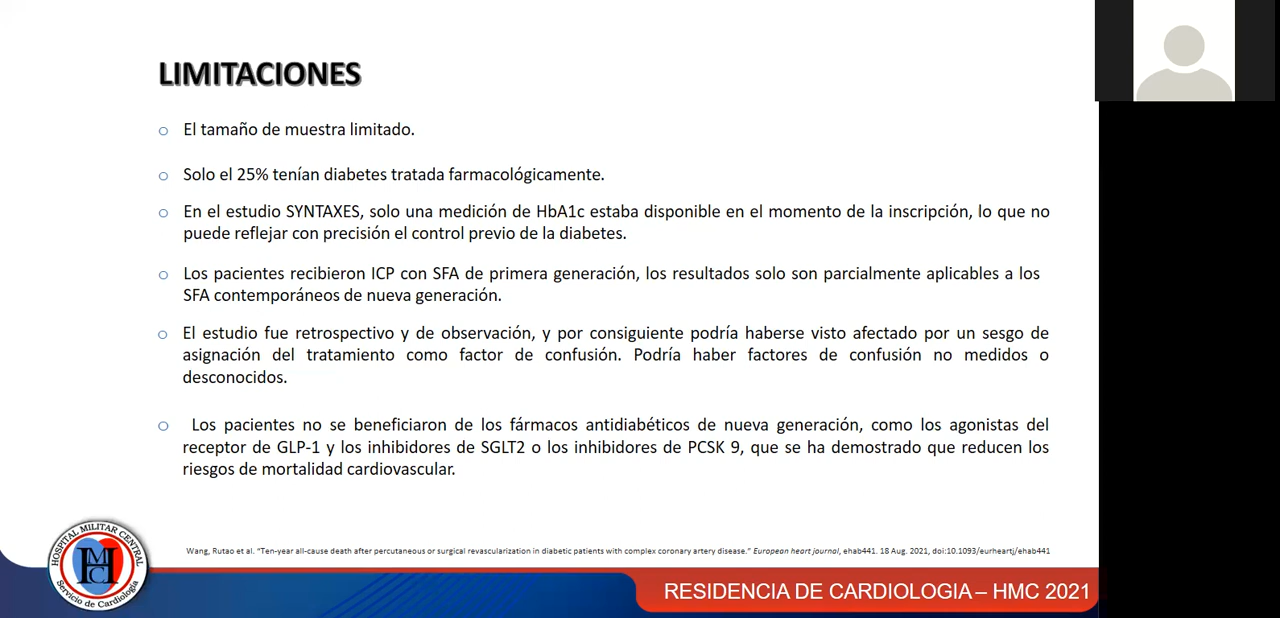 LIMITACIONES
o El tamaño de muestra limitado.
o Solo el 25% tenían diabetes tratada farmacológicamente.
o En el estudio SYNTAXES, solo una medición de HbA1c estaba disponible en el momento de la inscripción, lo que no
puede reflejar con precisión el control previo de la diabetes.
o Los pacientes recibieron ICP con SFA de primera generación, los resultados solo son parcialmente aplicables a los
SFA contemporáneos de nueva generación.
o El estudio fue retrospectivo y de observación, y por consiguiente podría haberse visto afectado por un sesgo de
asignación del tratamiento como factor de confusión. Podría haber factores de confusión no medidos o
desconocidos.
o Los pacientes no se beneficiaron de los fármacos antidiabéticos de nueva generación, como los agonistas del
receptor de GLP-1 y los inhibidores de SGLT2 o los inhibidores de PCSK 9, que se ha demostrado que reducen los
riesgos de mortalidad cardiovascular.
Wang, Rutao et al. “Ten-year all-cause death after percutaneous or surgical revascularization in diabetic patients with complex coronary artery disease.” European heart journal, ehab441. 18 Aug. 2021, doi:10.1093/eurheartj/ehab441
HOSPITAL MILITAR CENTRAL
HMC
Servicio de Cardiología
RESIDENCIA DE CARDIOLOGIA – HMC 2021